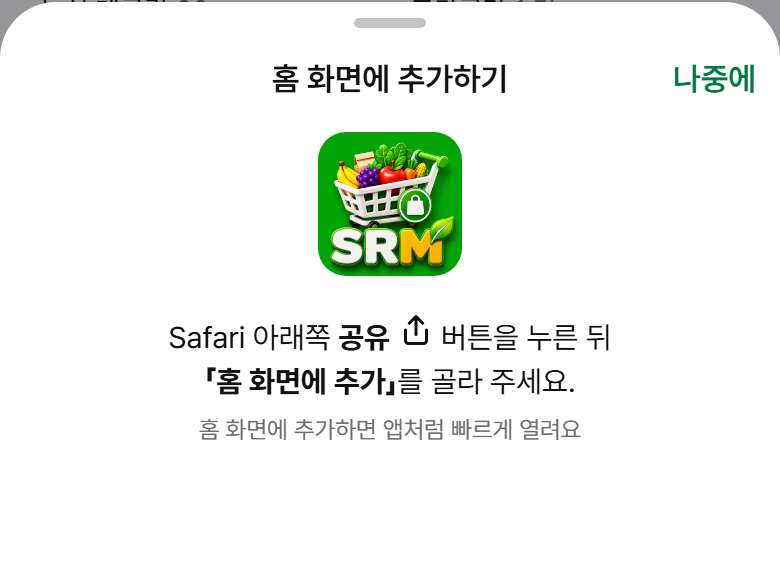 홈 화면에 추가하기
나중에
SRM
Safari 아래쪽 공유 버튼을 누른 뒤
「홈 화면에 추가」를 골라 주세요.
홈 화면에 추가하면 앱처럼 빠르게 열려요